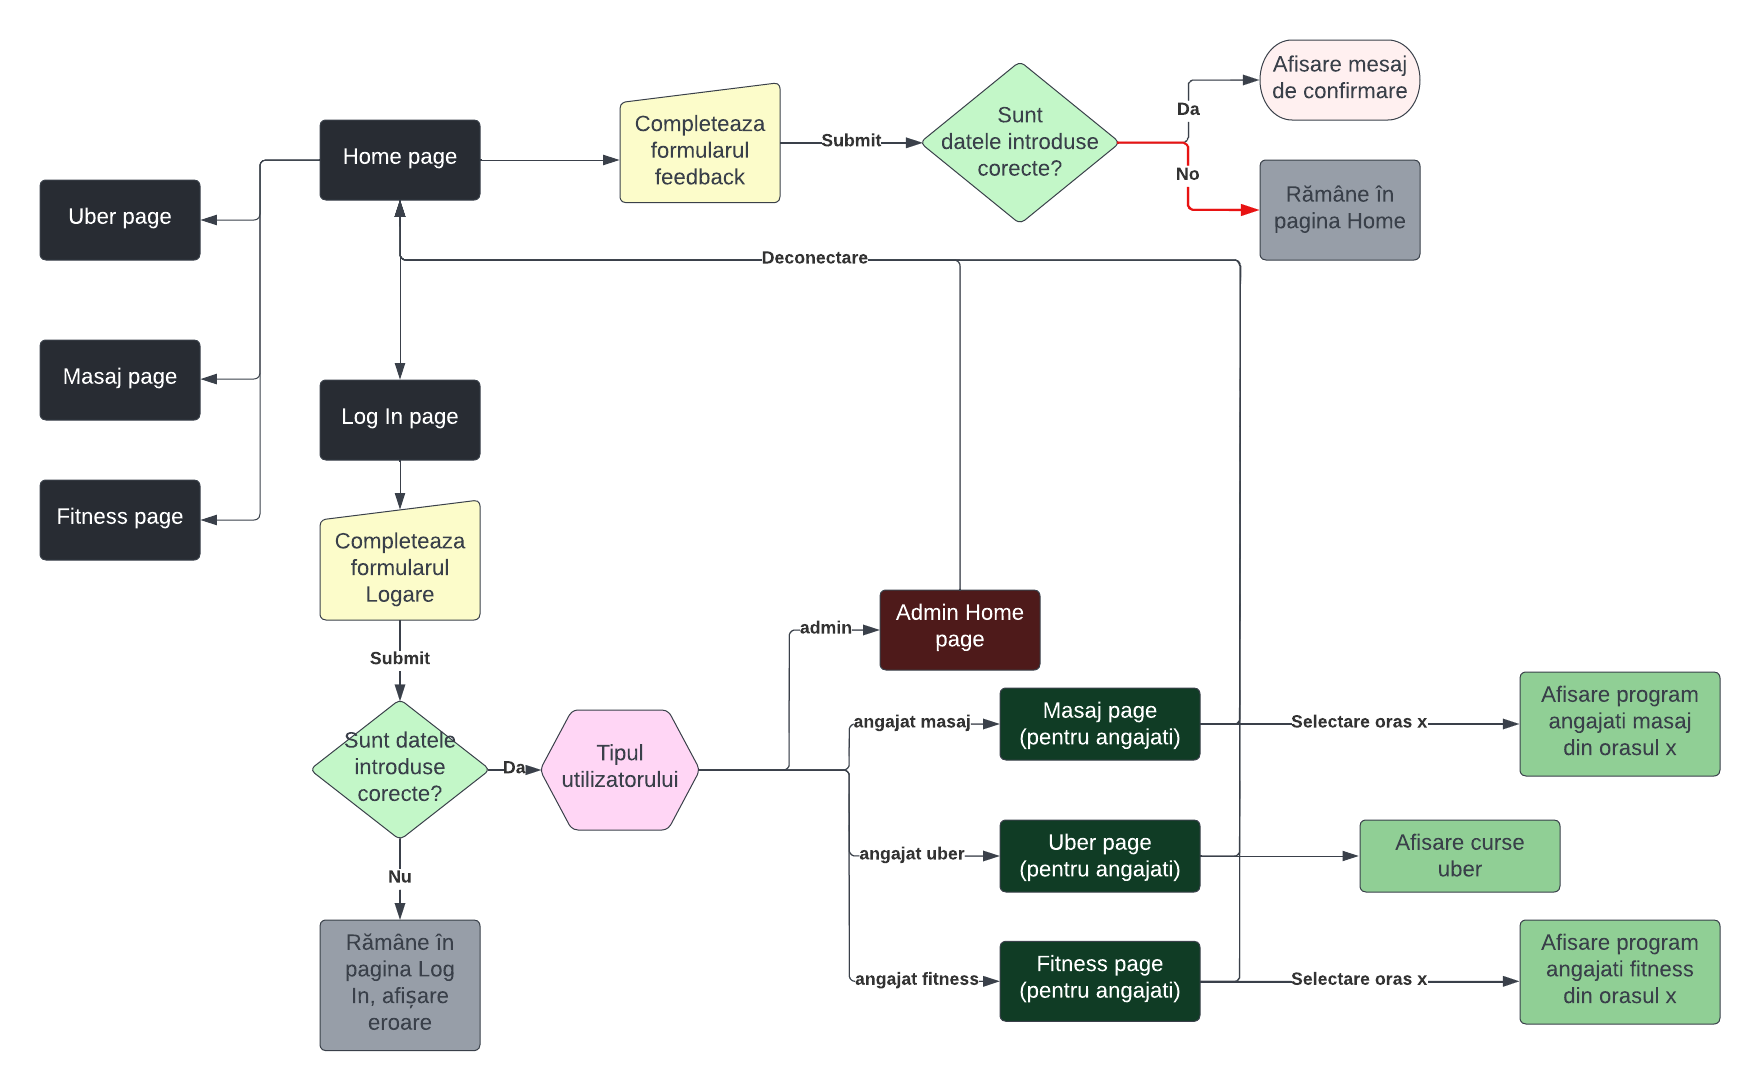 Afisare mesaj
de confirmare
Completeaza
formularul
feedback
Submit
Sunt
datele introduse
corecte?
Da
No
Rămâne în
pagina Home
Home page
Uber page
Deconectare
Masaj page
Log In page
Fitness page
Completeaza
formularul
Logare
Submit
admin
Admin Home
page
Sunt datele
introduse
corecte?
Da
Tipul
utilizatorului
angajat masaj
Masaj page
(pentru angajati)
Selectare oras x
Afisare program
angajati masaj
din orasul x
angajat uber
Uber page
(pentru angajati)
Afisare curse
uber
Nu
Rămâne în
pagina Log
In, afișare
eroare
angajat fitness
Fitness page
(pentru angajati)
Selectare oras x
Afisare program
angajati fitness
din orasul x